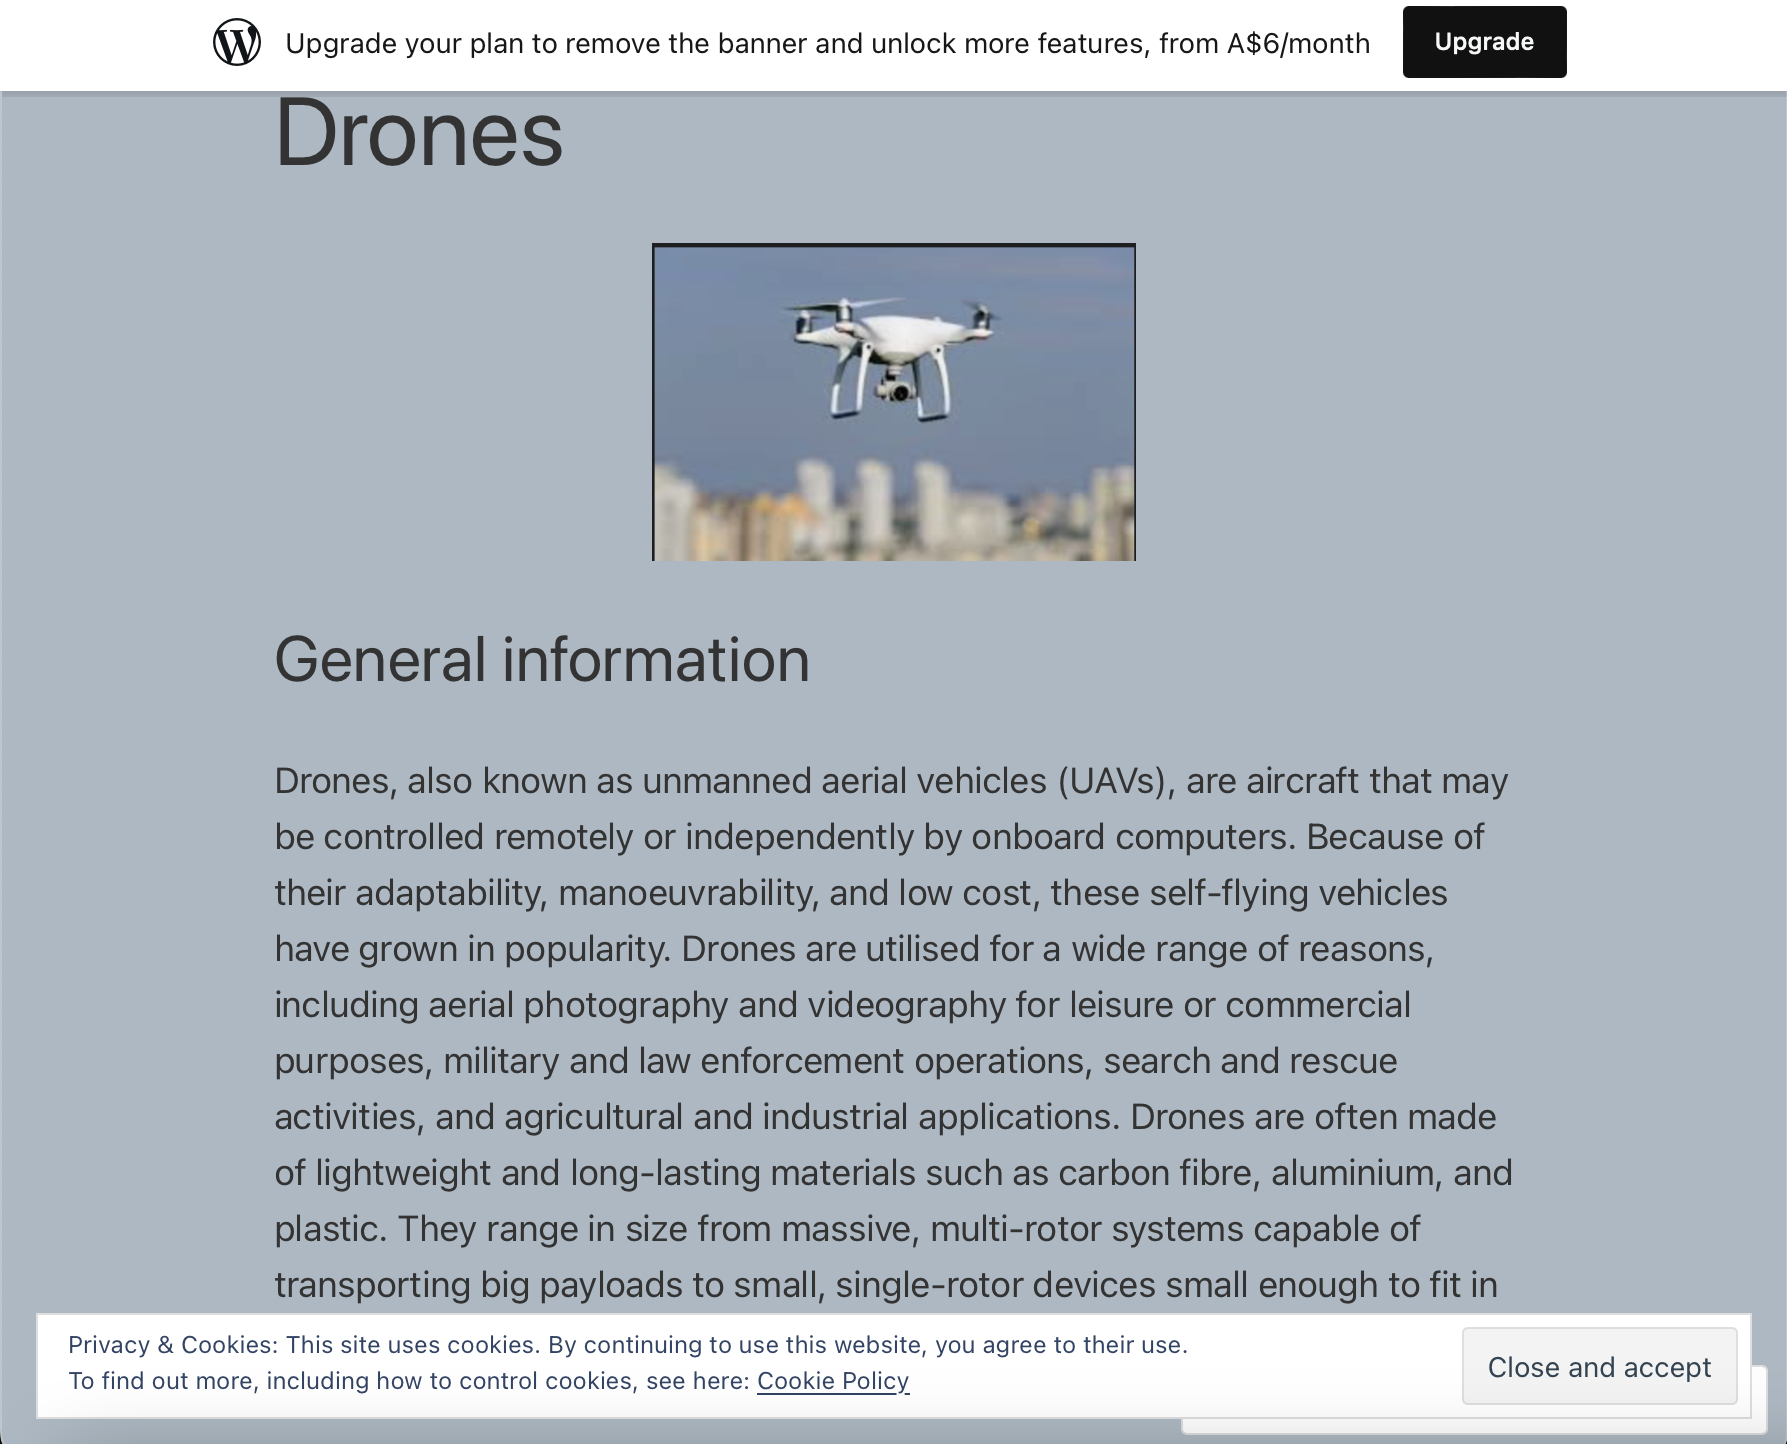 Upgrade your plan to remove the banner and unlock more features, from A$6/month
Upgrade
Drones
General information
Drones, also known as unmanned aerial vehicles (UAVs), are aircraft that may
be controlled remotely or independently by onboard computers. Because of
their adaptability, manoeuvrability, and low cost, these self-flying vehicles
have grown in popularity. Drones are utilised for a wide range of reasons,
including aerial photography and videography for leisure or commercial
purposes, military and law enforcement operations, search and rescue
activities, and agricultural and industrial applications. Drones are often made
of lightweight and long-lasting materials such as carbon fibre, aluminium, and
plastic. They range in size from massive, multi-rotor systems capable of
transporting big payloads to small, single-rotor devices small enough to fit in
Privacy & Cookies: This site uses cookies. By continuing to use this website, you agree to their use.
To find out more, including how to control cookies, see here: Cookie Policy
Close and accept